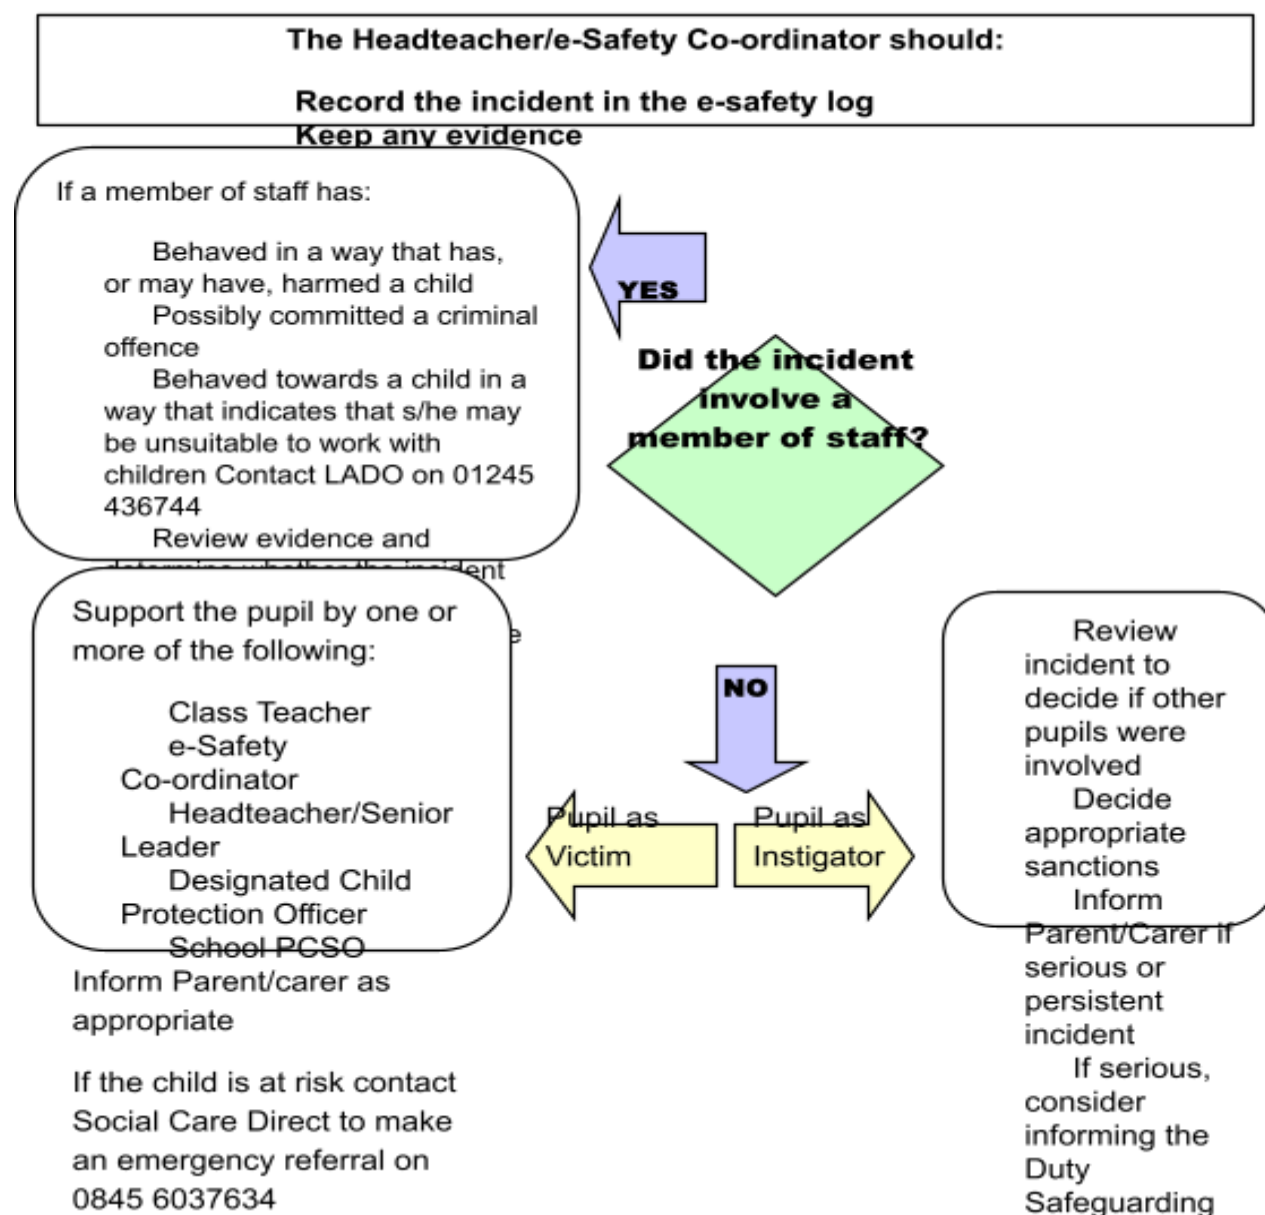 The Headteacher/e-Safety Co-ordinator should:
Record the incident in the e-safety log
Keep any evidence
If a member of staff has:
Behaved in a way that has,
or may have, harmed a child
Possibly committed a criminal
offence
Behaved towards a child in a
way that indicates that s/he may
be unsuitable to work with
children Contact LADO on 01245
436744
Review evidence and
determine whether the incident
YES
Did the incident
involve a
member of staff?
NO
Pupil as
Victim
Pupil as
Instigator
Support the pupil by one or
more of the following:
Class Teacher
e-Safety
Co-ordinator
Headteacher/Senior
Leader
Designated Child
Protection Officer
School PCSO
Inform Parent/carer as
appropriate
If the child is at risk contact
Social Care Direct to make
an emergency referral on
0845 6037634
Review
incident to
decide if other
pupils were
involved
Decide
appropriate
sanctions
Inform
Parent/Carer if
serious or
persistent
incident
If serious,
consider
informing the
Duty
Safeguarding